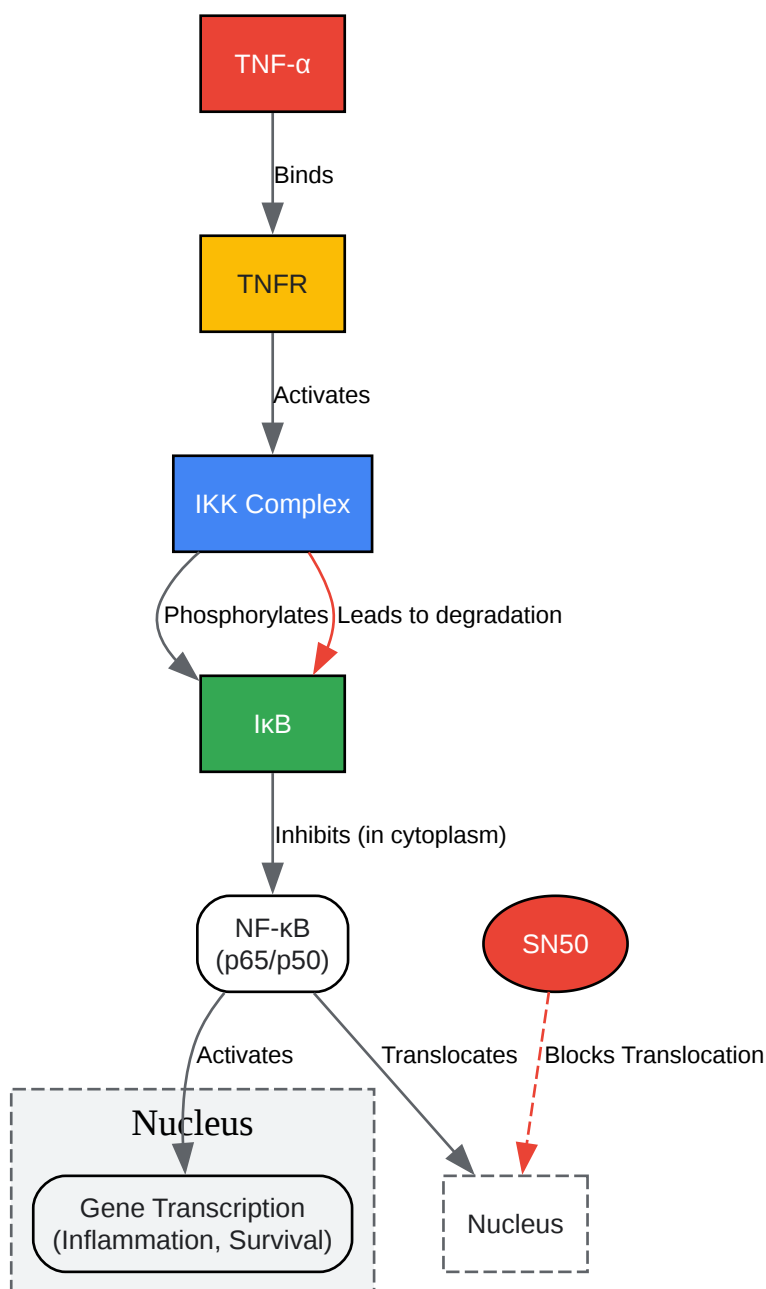 TNF-α
Binds
TNFR
Activates
IKK Complex
Phosphorylates
Leads to degradation
IκB
Inhibits (in cytoplasm)
NF-κB
(p65/p50)
SN50
Activates
Translocates
Blocks Translocation
Nucleus
Gene Transcription
(Inflammation, Survival)
Nucleus